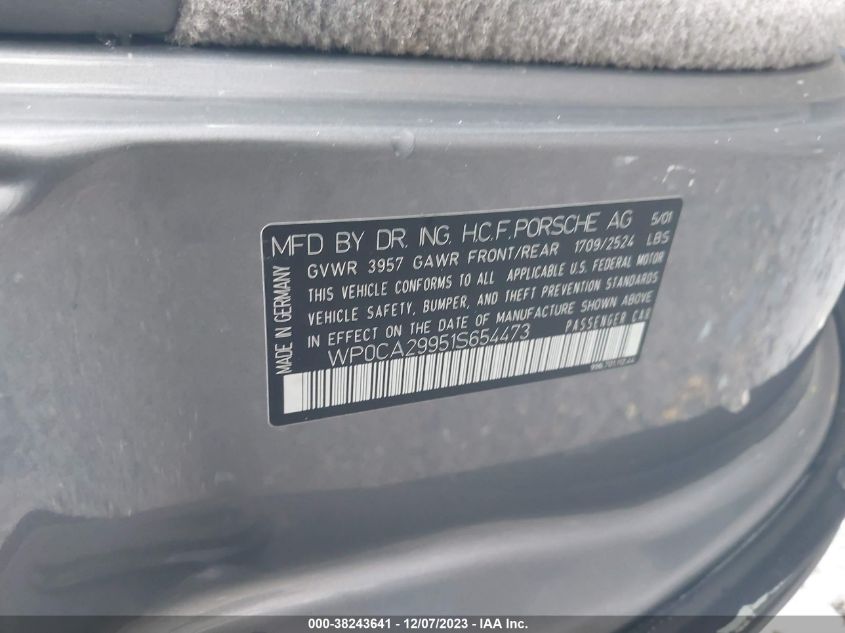 MFD BY DR. ING. H.C.F. PORSCHE AG 5/01
GVWR 3957 GAWR FRONT/REAR 1709/2524 LBS
THIS VEHICLE CONFORMS TO ALL APPLICABLE U.S. FEDERAL MOTOR
VEHICLE SAFETY, BUMPER, AND THEFT PREVENTION STANDARDS
IN EFFECT ON THE DATE OF MANUFACTURE SHOWN ABOVE
WP0CA29951S654473 PASSENGER CAR
MADE IN GERMANY
000-38243641 - 12/07/2023 - IAA Inc.